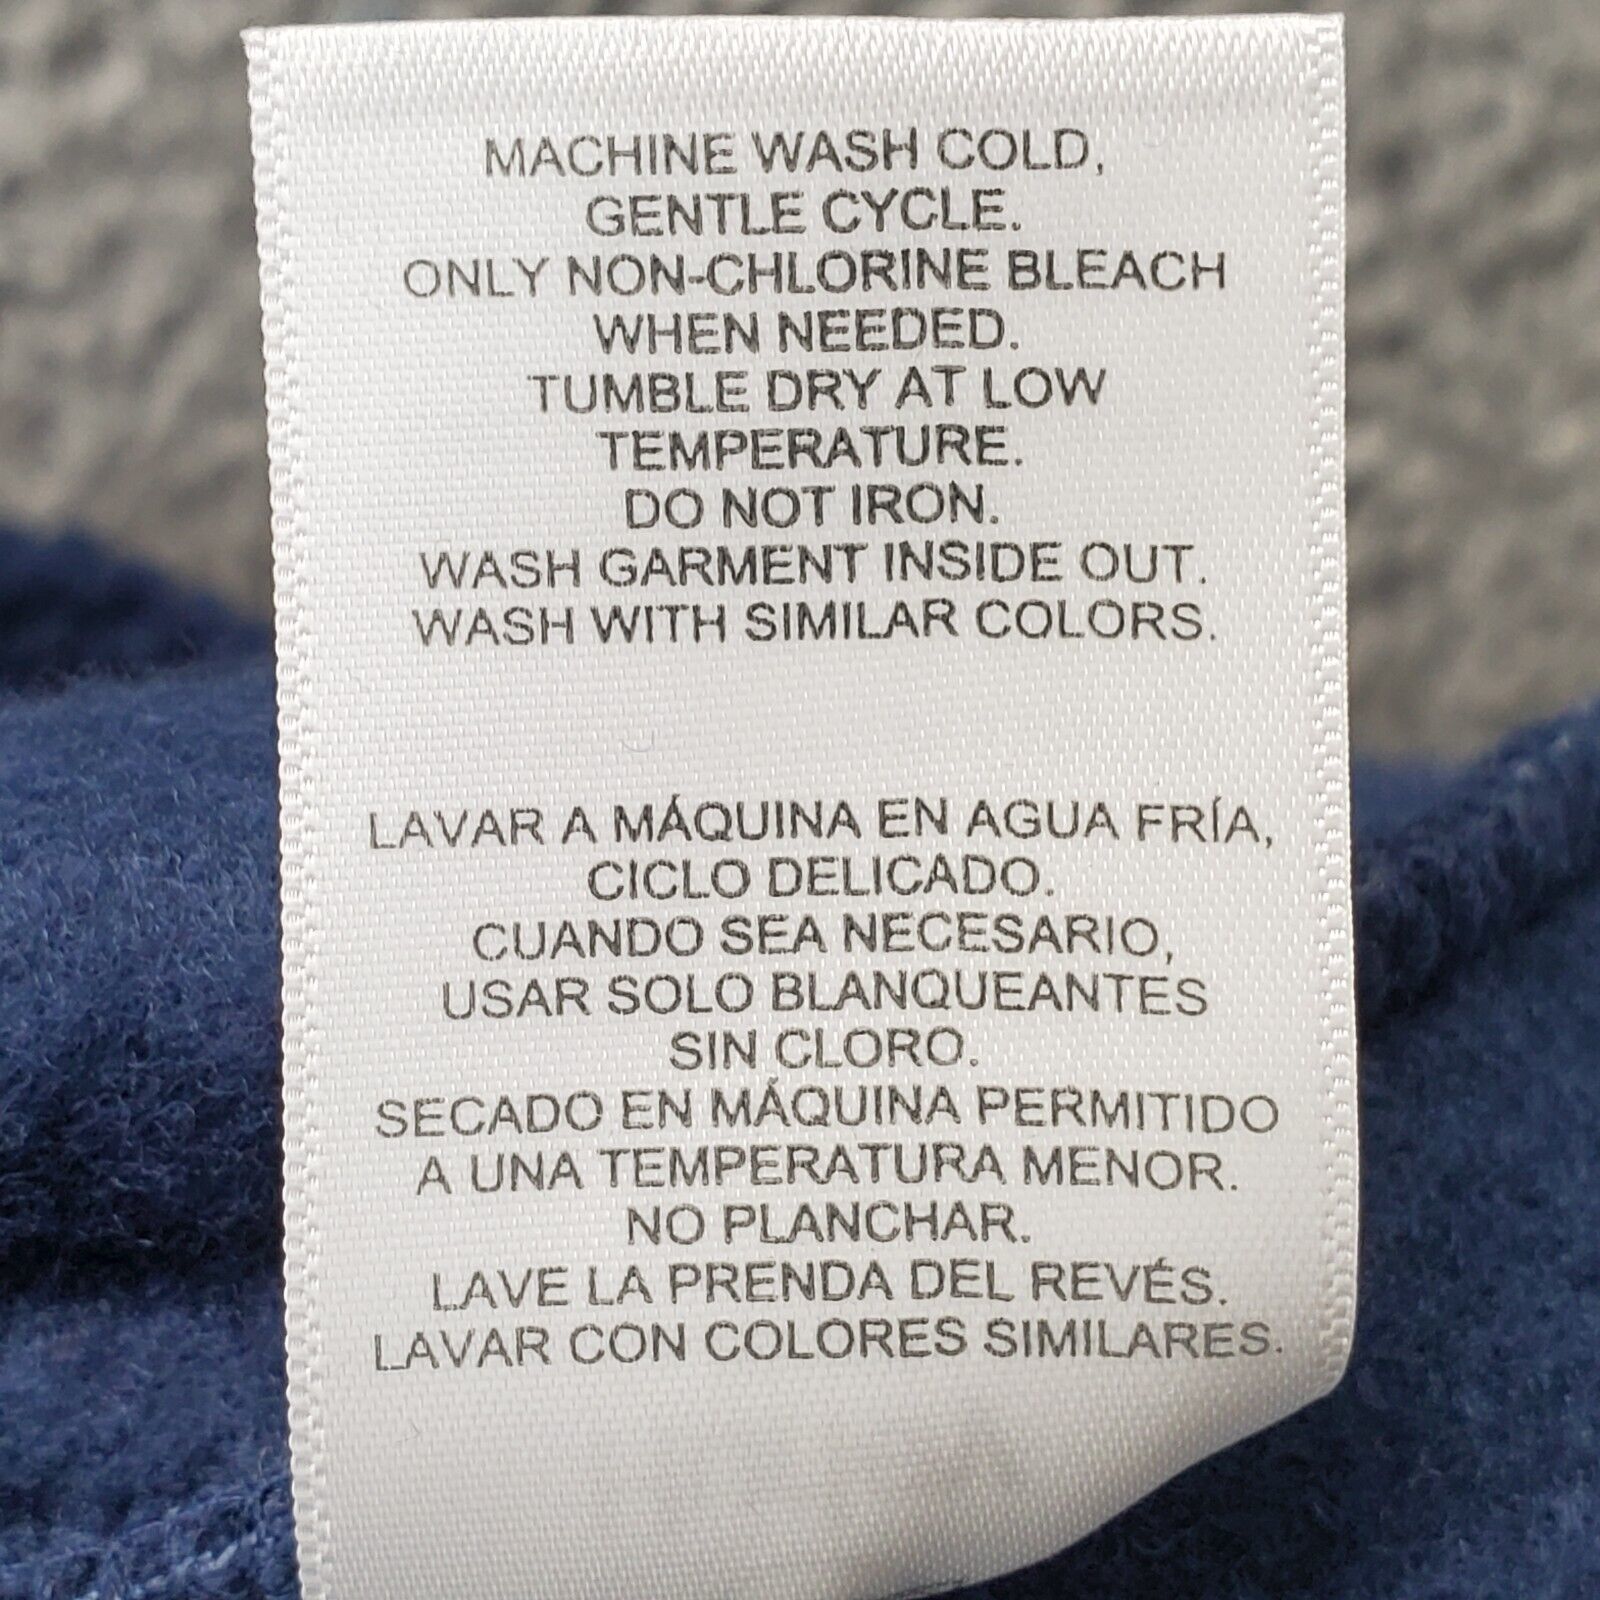 MACHINE WASH COLD,
GENTLE CYCLE.
ONLY NON-CHLORINE BLEACH
WHEN NEEDED.
TUMBLE DRY AT LOW
TEMPERATURE.
DO NOT IRON.
WASH GARMENT INSIDE OUT.
WASH WITH SIMILAR COLORS.
LAVAR A MÁQUINA EN AGUA FRÍA,
CICLO DELICADO.
CUANDO SEA NECESARIO,
USAR SOLO BLANQUEANTES
SIN CLORO.
SECADO EN MÁQUINA PERMITIDO
A UNA TEMPERATURA MENOR.
NO PLANCHAR.
LAVE LA PRENDA DEL REVÉS.
LAVAR CON COLORES SIMILARES.